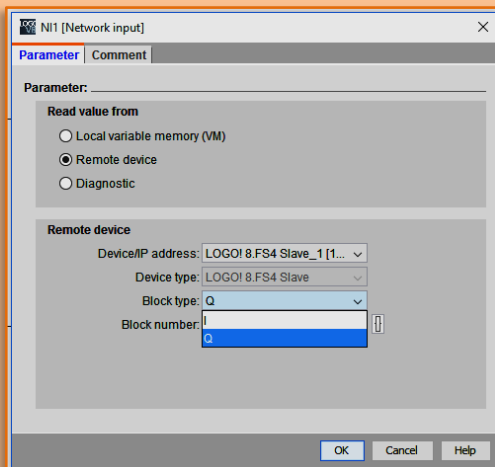 NI1 [Network input]
Parameter Comment
Parameter:
Read value from
Local variable memory (VM)
Remote device
Diagnostic
Remote device
Device/IP address: LOGO! 8.FS4 Slave_1 [1...
Device type: LOGO! 8.FS4 Slave
Block type: Q
Block number:
I
Q
OK Cancel Help